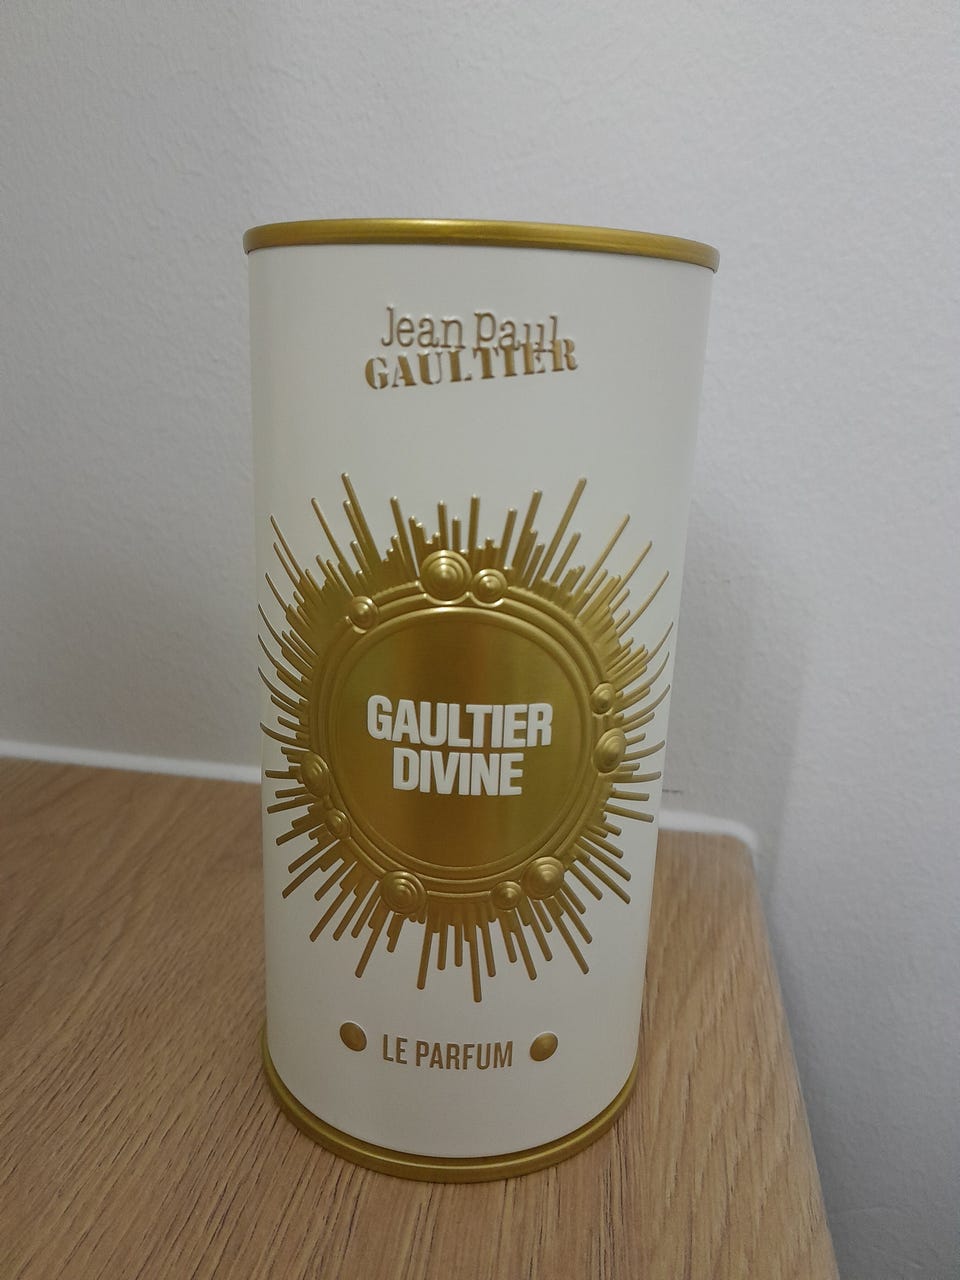 Jean Paul
GAULTIER
GAULTIER
DIVINE
LE PARFUM